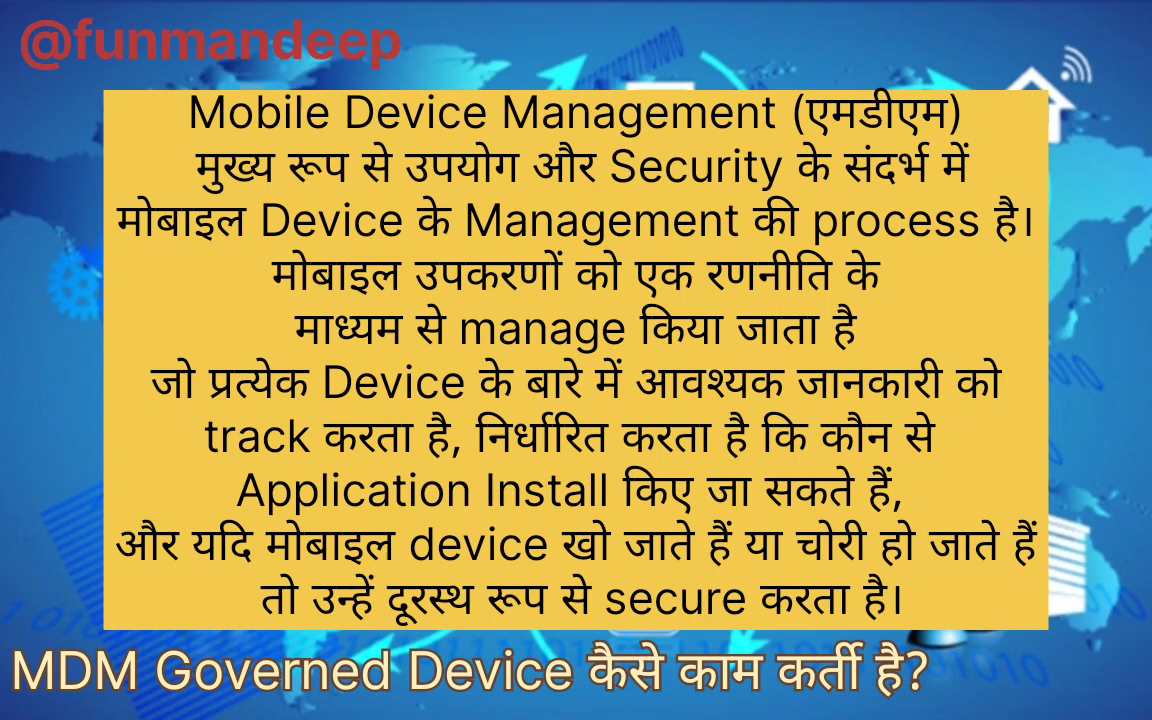 @funmandeep
Mobile Device Management (एमडीएम)
मुख्य रूप से उपयोग और Security के संदर्भ में
मोबाइल Device के Management की process है।
मोबाइल उपकरणों को एक रणनीति के
माध्यम से manage किया जाता है
जो प्रत्येक Device के बारे में आवश्यक जानकारी को
track करता है, निर्धारित करता है कि कौन से
Application Install किए जा सकते हैं,
और यदि मोबाइल device खो जाते हैं या चोरी हो जाते हैं
तो उन्हें दूरस्थ रूप से secure करता है।
MDM Governed Device कैसे काम कर्ती है?